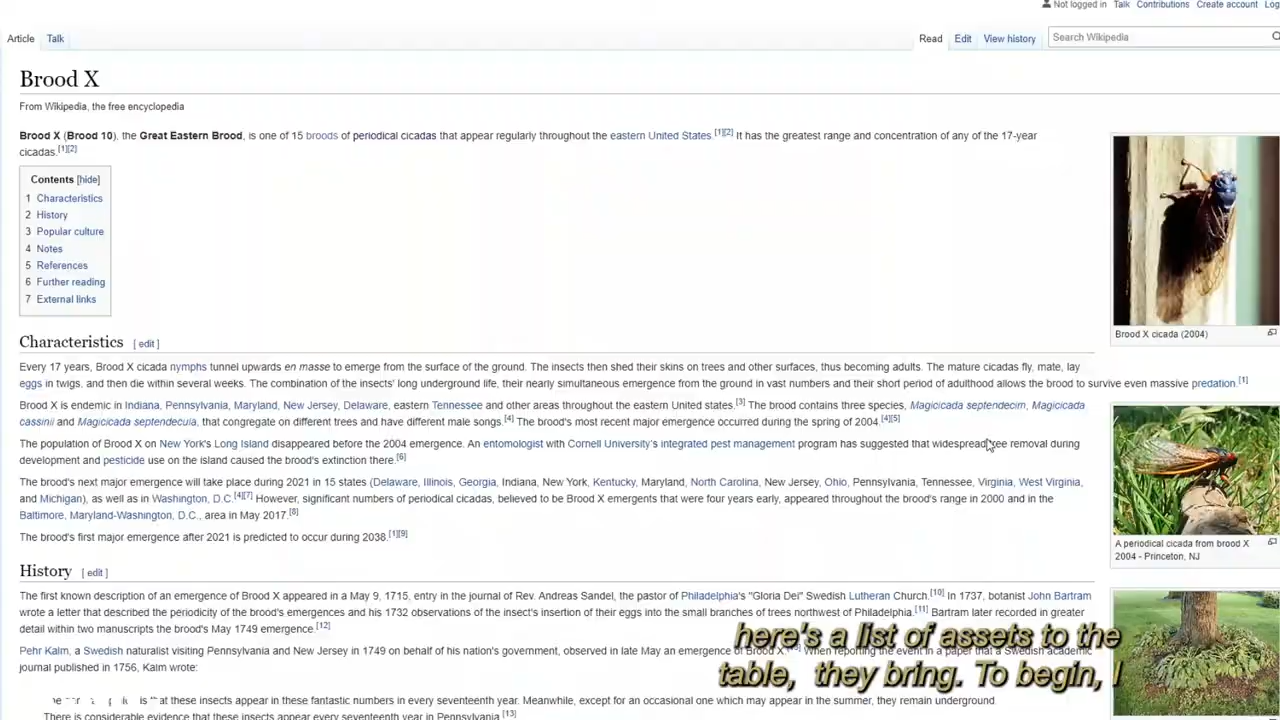 Not logged in Talk Contributions Create account Log
Article Talk Read Edit View history Search Wikipedia
Brood X
From Wikipedia, the free encyclopedia
Brood X (Brood 10), the Great Eastern Brood, is one of 15 broods of periodical cicadas that appear regularly throughout the eastern United States.[1][2] It has the greatest range and concentration of any of the 17-year
cicadas.[1][2]
Contents [hide]
1 Characteristics
2 History
3 Popular culture
4 Notes
5 References
6 Further reading
7 External links
Brood X cicada (2004)
Characteristics [ edit ]
Every 17 years, Brood X cicada nymphs tunnel upwards en masse to emerge from the surface of the ground. The insects then shed their skins on trees and other surfaces, thus becoming adults. The mature cicadas fly, mate, lay
eggs in twigs, and then die within several weeks. The combination of the insects' long underground life, their nearly simultaneous emergence from the ground in vast numbers and their short period of adulthood allows the brood to survive even massive predation.[1]
Brood X is endemic in Indiana, Pennsylvania, Maryland, New Jersey, Delaware, eastern Tennessee and other areas throughout the eastern United states.[3] The brood contains three species, Magicicada septendecim, Magicicada
cassinii and Magicicada septendecula, that congregate on different trees and have different male songs.[4] The brood's most recent major emergence occurred during the spring of 2004.[4][5]
The population of Brood X on New York's Long Island disappeared before the 2004 emergence. An entomologist with Cornell University's integrated pest management program has suggested that widespread tree removal during
development and pesticide use on the island caused the brood's extinction there.[6]
The brood's next major emergence will take place during 2021 in 15 states (Delaware, Illinois, Georgia, Indiana, New York, Kentucky, Maryland, North Carolina, New Jersey, Ohio, Pennsylvania, Tennessee, Virginia, West Virginia,
and Michigan), as well as in Washington, D.C.[4][7] However, significant numbers of periodical cicadas, believed to be Brood X emergents that were four years early, appeared throughout the brood's range in 2000 and in the
Baltimore, Maryland-Washington, D.C., area in May 2017.[8]
The brood's first major emergence after 2021 is predicted to occur during 2038.[1][9]
A periodical cicada from brood X
2004 - Princeton, NJ
History [ edit ]
The first known description of an emergence of Brood X appeared in a May 9, 1715, entry in the journal of Rev. Andreas Sandel, the pastor of Philadelphia's "Gloria Dei" Swedish Lutheran Church.[10] In 1737, botanist John Bartram
wrote a letter that described the periodicity of the brood's emergences and his 1732 observations of the insect's insertion of their eggs into the small branches of trees northwest of Philadelphia.[11] Bartram later recorded in greater
detail within two manuscripts the brood's May 1749 emergence.[12]
Pehr Kalm, a Swedish naturalist visiting Pennsylvania and New Jersey in 1749 on behalf of his nation's government, observed in late May an emergence of Brood X. When reporting the event in a paper that a Swedish academic
journal published in 1756, Kalm wrote:
here's a list of assets to the
table, they bring. To begin, I
is that these insects appear in these fantastic numbers in every seventeenth year. Meanwhile, except for an occasional one which may appear in the summer, they remain underground.
There is considerable evidence that these insects appear every seventeenth year in Pennsylvania.[13]